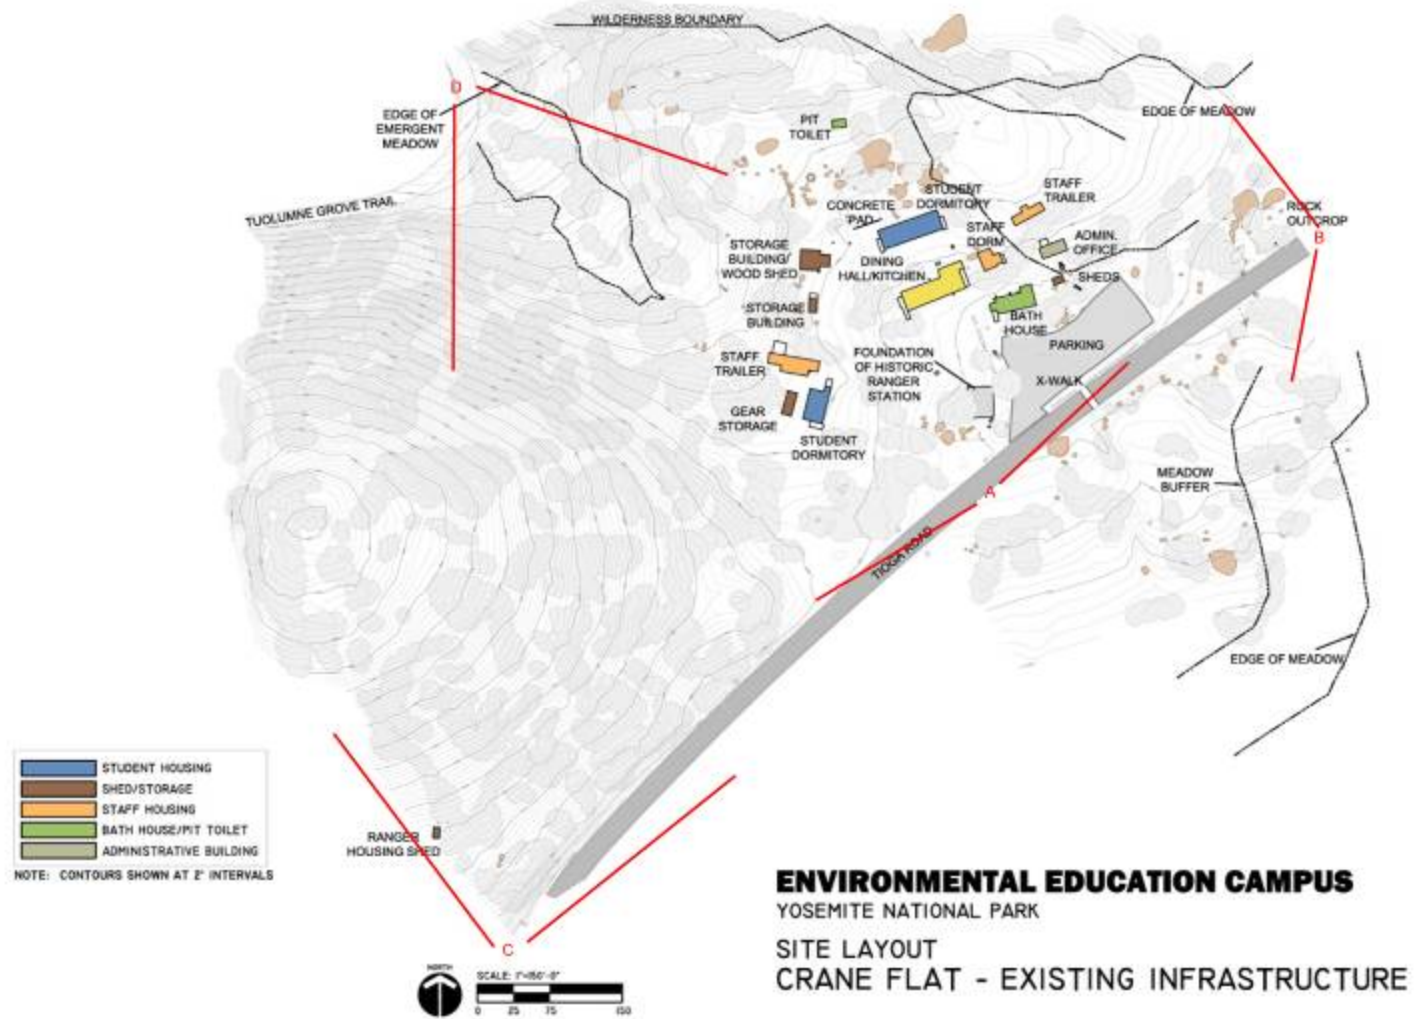 WILDERNESS BOUNDARY
D
EDGE OF
EMERGENT
MEADOW
PIT
TOILET
EDGE OF MEADOW
TUOLUMNE GROVE TRAIL
CONCRETE
PAD
STUDENT
DORMITORY
STAFF
TRAILER
ROCK
OUTCROP
B
STAFF
DORM
ADMIN.
OFFICE
STORAGE
BUILDING/
WOOD SHED
DINING
HALL/KITCHEN
SHEDS
STORAGE
BUILDING
BATH
HOUSE
PARKING
STAFF
TRAILER
FOUNDATION
OF HISTORIC
RANGER
STATION
X-WALK
GEAR
STORAGE
STUDENT
DORMITORY
MEADOW
BUFFER
A
TIOGA ROAD
EDGE OF MEADOW
STUDENT HOUSING
SHED/STORAGE
STAFF HOUSING
BATH HOUSE/PIT TOILET
ADMINISTRATIVE BUILDING
NOTE: CONTOURS SHOWN AT 2' INTERVALS
RANGER
HOUSING SHED
C
NORTH
SCALE: 1"=150'-0"
0 25 75 150
ENVIRONMENTAL EDUCATION CAMPUS
YOSEMITE NATIONAL PARK
SITE LAYOUT
CRANE FLAT - EXISTING INFRASTRUCTURE